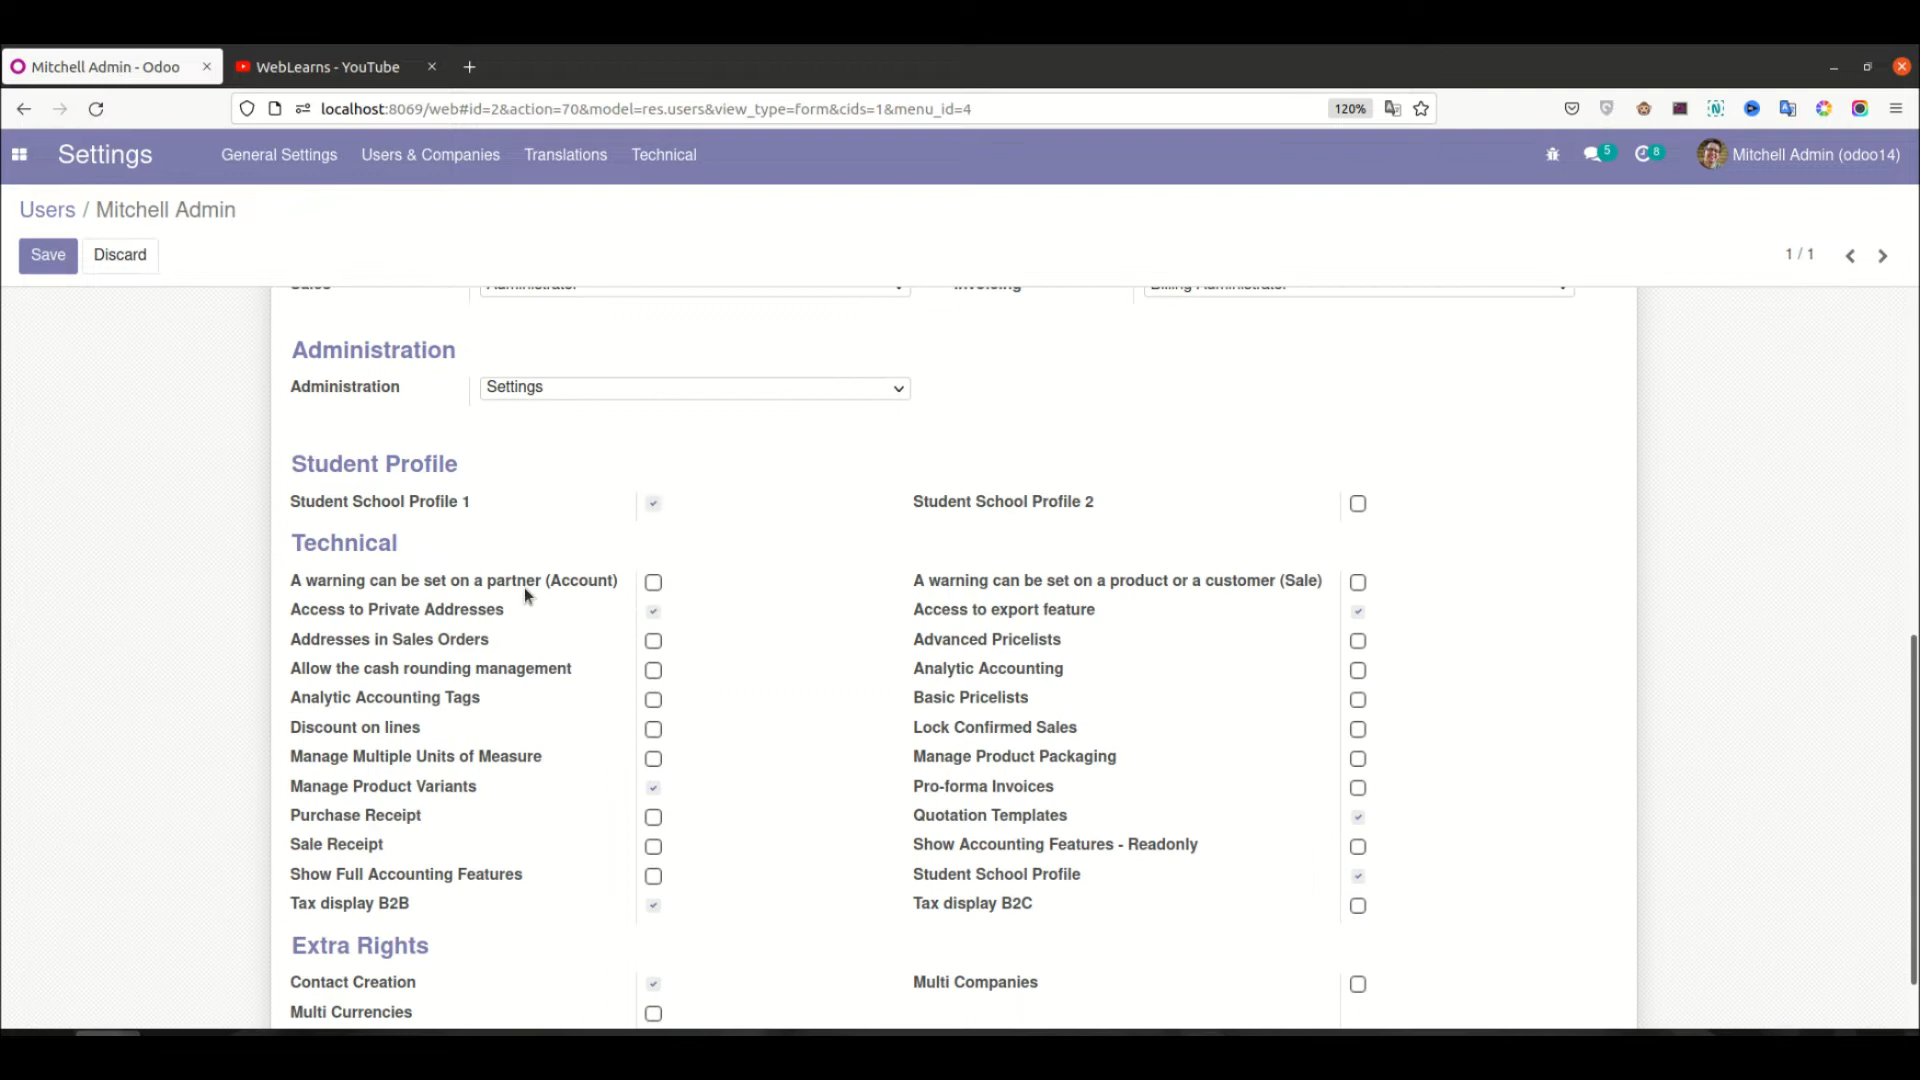 Mitchell Admin - Odoo
WebLearns - YouTube
localhost:8069/web#id=2&action=70&model=res.users&view_type=form&cids=1&menu_id=4
120%
Settings
General Settings
Users & Companies
Translations
Technical
5
8
Mitchell Admin (odoo14)
Users / Mitchell Admin
Save
Discard
1 / 1
Sales
Administrator
Invoicing
Billing Administrator
Administration
Administration
Settings
Student Profile
Student School Profile 1
Student School Profile 2
Technical
A warning can be set on a partner (Account)
A warning can be set on a product or a customer (Sale)
Access to Private Addresses
Access to export feature
Addresses in Sales Orders
Advanced Pricelists
Allow the cash rounding management
Analytic Accounting
Analytic Accounting Tags
Basic Pricelists
Discount on lines
Lock Confirmed Sales
Manage Multiple Units of Measure
Manage Product Packaging
Manage Product Variants
Pro-forma Invoices
Purchase Receipt
Quotation Templates
Sale Receipt
Show Accounting Features - Readonly
Show Full Accounting Features
Student School Profile
Tax display B2B
Tax display B2C
Extra Rights
Contact Creation
Multi Companies
Multi Currencies